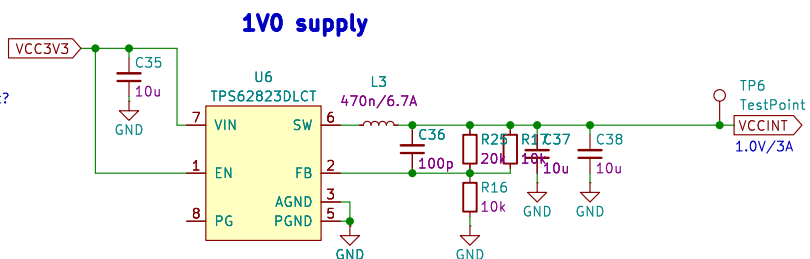 1V0 supply
VCC3V3
C35
10u
GND
t?
U6
TPS62823DLCT
7
VIN
SW
6
1
EN
FB
2
AGND
3
8
PG
PGND
5
GND
L3
470n/6.7A
C36
100p
R25
20k
R17
10k
C37
10u
C38
10u
R16
10k
GND
GND
GND
TP6
TestPoint
VCCINT
1.0V/3A